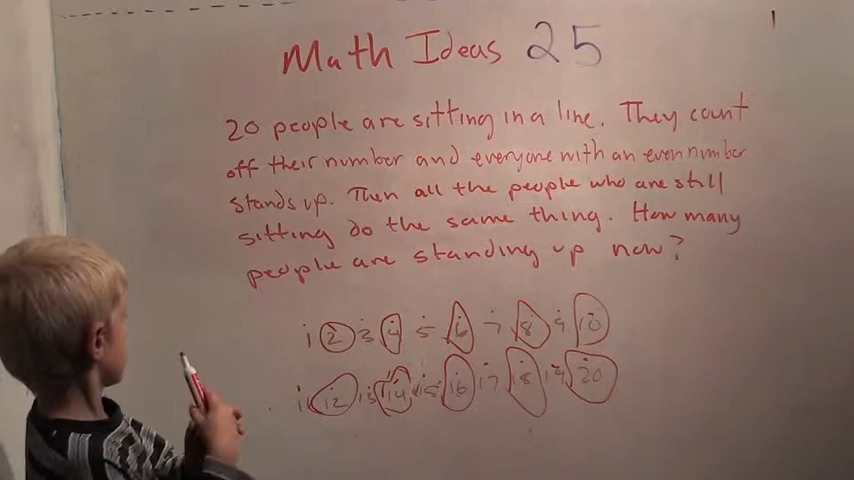 Math Ideas 25
20 people are sitting in a line. They count
off their number and everyone with an even number
stands up. Then all the people who are still
sitting do the same thing. How many
people are standing up now?
1 2 3 4 5 6 7 8 9 10
11 12 13 14 15 16 17 18 19 20